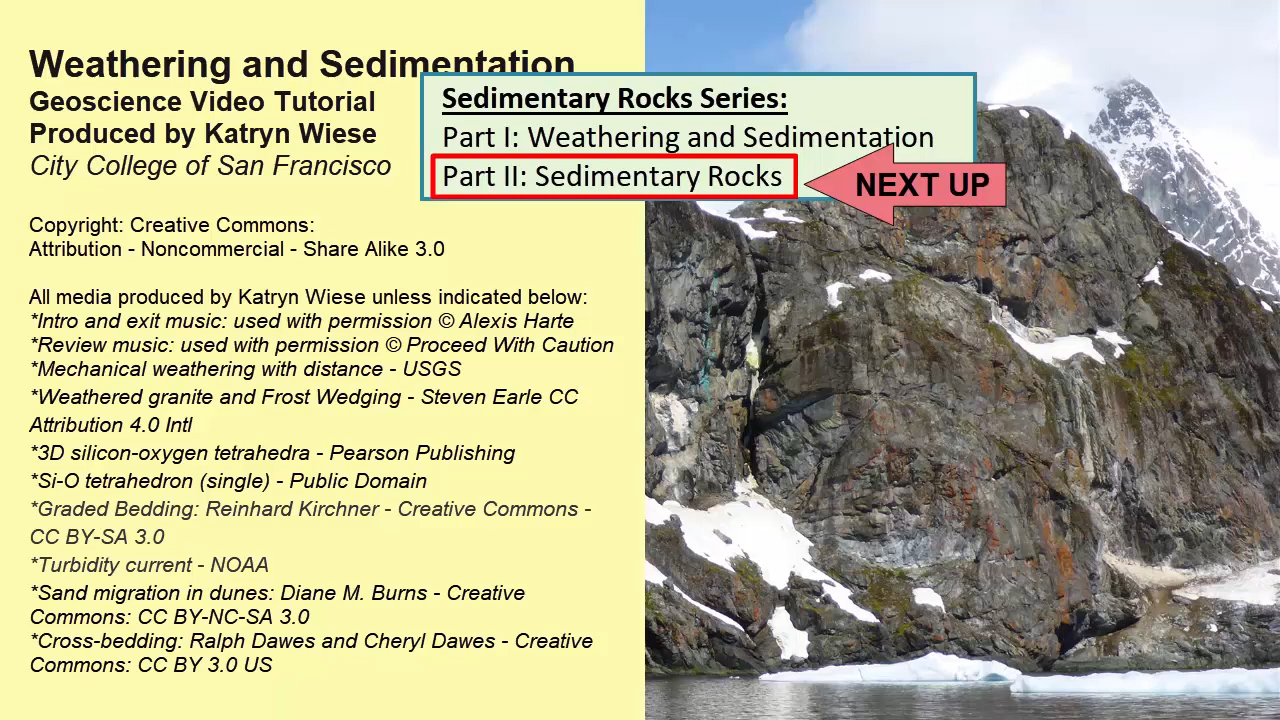 Weathering and Sedimentation
Geoscience Video Tutorial
Produced by Katryn Wiese
City College of San Francisco
Sedimentary Rocks Series:
Part I: Weathering and Sedimentation
Part II: Sedimentary Rocks
NEXT UP
Copyright: Creative Commons:
Attribution - Noncommercial - Share Alike 3.0
All media produced by Katryn Wiese unless indicated below:
*Intro and exit music: used with permission © Alexis Harte
*Review music: used with permission © Proceed With Caution
*Mechanical weathering with distance - USGS
*Weathered granite and Frost Wedging - Steven Earle CC
Attribution 4.0 Intl
*3D silicon-oxygen tetrahedra - Pearson Publishing
*Si-O tetrahedron (single) - Public Domain
*Graded Bedding: Reinhard Kirchner - Creative Commons -
CC BY-SA 3.0
*Turbidity current - NOAA
*Sand migration in dunes: Diane M. Burns - Creative
Commons: CC BY-NC-SA 3.0
*Cross-bedding: Ralph Dawes and Cheryl Dawes - Creative
Commons: CC BY 3.0 US